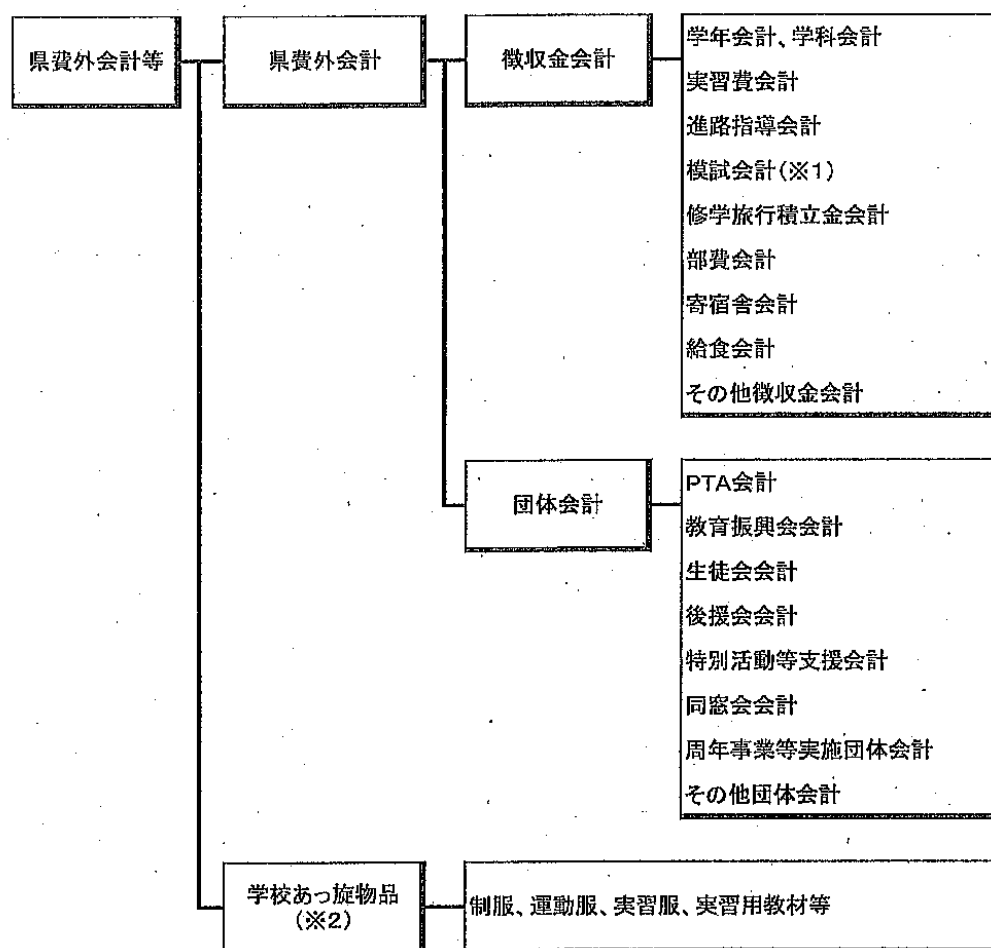 県費外会計等
県費外会計
徴収金会計
学年会計、学科会計
実習費会計
進路指導会計
模試会計(※1)
修学旅行積立金会計
部費会計
寄宿舎会計
給食会計
その他徴収金会計
団体会計
PTA会計
教育振興会会計
生徒会会計
後援会会計
特別活動等支援会計
同窓会会計
周年事業等実施団体会計
その他団体会計
学校あっ旋物品
(※2)
制服、運動服、実習服、実習用教材等